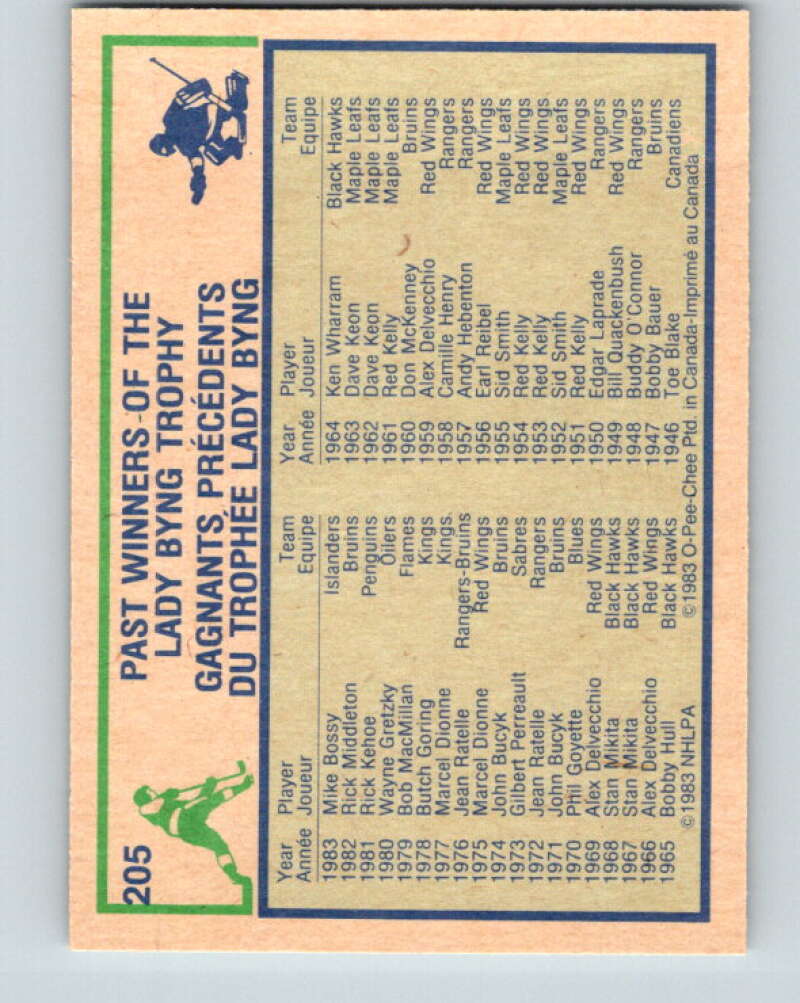 205
PAST WINNERS OF THE
LADY BYNG TROPHY
GAGNANTS PRÉCÉDENTS
DU TROPHÉE LADY BYNG
Year Player Team
Année Joueur Equipe
1983 Mike Bossy Islanders
1982 Rick Middleton Bruins
1981 Rick Kehoe Penguins
1980 Wayne Gretzky Oilers
1979 Bob MacMillan Flames
1978 Butch Goring Kings
1977 Marcel Dionne Kings
1976 Jean Ratelle Rangers-Bruins
1975 Marcel Dionne Red Wings
1974 John Bucyk Bruins
1973 Gilbert Perreault Sabres
1972 Jean Ratelle Rangers
1971 John Bucyk Bruins
1970 Phil Goyette Blues
1969 Alex Delvecchio Red Wings
1968 Stan Mikita Black Hawks
1967 Stan Mikita Black Hawks
1966 Alex Delvecchio Red Wings
1965 Bobby Hull Black Hawks
Year Player Team
Année Joueur Equipe
1964 Ken Wharram Black Hawks
1963 Dave Keon Maple Leafs
1962 Dave Keon Maple Leafs
1961 Red Kelly Maple Leafs
1960 Don McKenney Bruins
1959 Alex Delvecchio Red Wings
1958 Camille Henry Rangers
1957 Andy Hebenton Rangers
1956 Earl Reibel Red Wings
1955 Sid Smith Maple Leafs
1954 Red Kelly Red Wings
1953 Red Kelly Red Wings
1952 Sid Smith Maple Leafs
1951 Red Kelly Red Wings
1950 Edgar Laprade Rangers
1949 Bill Quackenbush Red Wings
1948 Buddy O'Connor Rangers
1947 Bobby Bauer Bruins
1946 Toe Blake Canadiens
©1983 NHLPA ©1983 O-Pee-Chee Ptd. in Canada-Imprimé au Canada